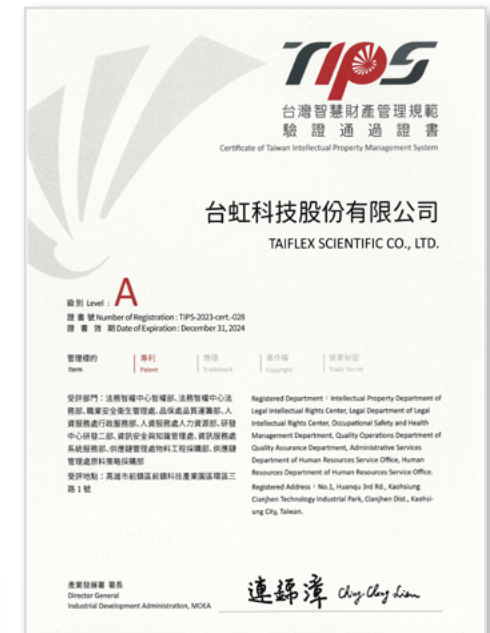 TIPS
台灣智慧財產管理規範
驗證通過證書
Certificate of Taiwan Intellectual Property Management System
台虹科技股份有限公司
TAIFLEX SCIENTIFIC CO., LTD.
級別 Level : A
證書號 Number of Registration : TIPS-2023-cert.-028
證書效期 Date of Expiration : December 31, 2024
管理標的 專利 商標 著作權 營業秘密
Item Patent Trademark Copyright Trade Secret
受評部門：法務智權中心智權部、法務智權中心法
務部、職業安全衛生管理處、品保處品質運籌部、人
資服務處行政服務部、人資服務處人力資源部、研發
中心研發二部、資訊安全與知識管理處、資訊服務處
系統服務部、供應鏈管理處物料工程採購部、供應鏈
管理處原料策略採購部
受評地點：高雄市前鎮區前鎮科技產業園區環區三
路 1 號
Registered Department：Intellectual Property Department of
Legal Intellectual Rights Center, Legal Department of Legal
Intellectual Rights Center, Occupational Safety and Health
Management Department, Quality Operations Department of
Quality Assurance Department, Administrative Services
Department of Human Resources Service Office, Human
Resources Department of Human Resources Service Office.
Registered Address：No.1, Huanqu 3rd Rd., Kaohsiung
Cianjhen Technology Industrial Park, Cianjhen Dist., Kaohsi-
ung City, Taiwan.
產業發展署 署長
Director General
Industrial Development Administration, MOEA
連錦漳 Ching-Chang Lien